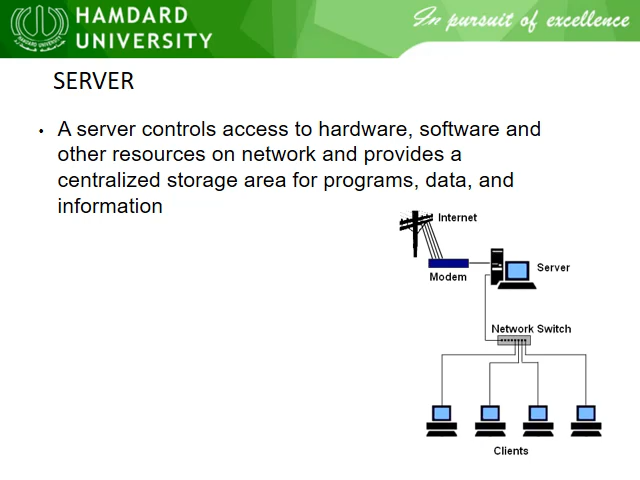 HAMDARD
UNIVERSITY
In pursuit of excellence
SERVER
• A server controls access to hardware, software and
other resources on network and provides a
centralized storage area for programs, data, and
information
Internet
Modem
Server
Network Switch
Clients